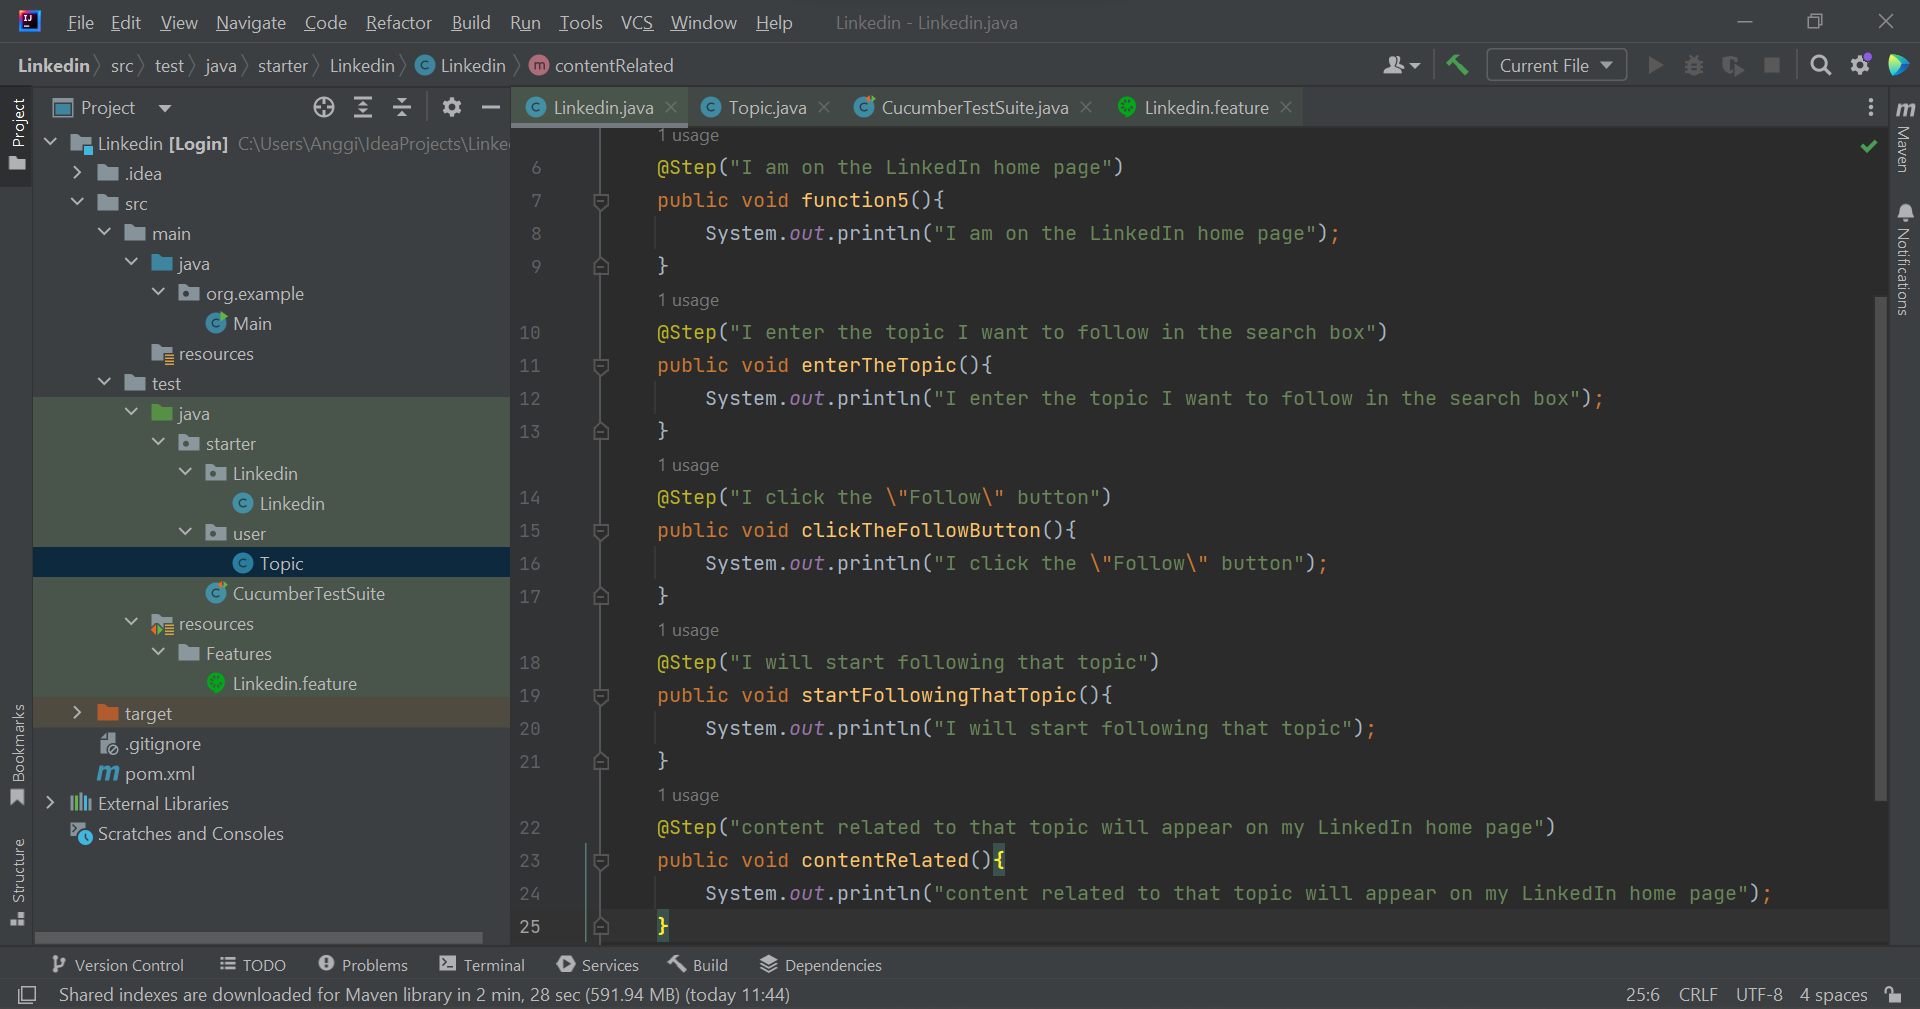 File Edit View Navigate Code Refactor Build Run Tools VCS Window Help Linkedin - Linkedin.java
Linkedin src test java starter Linkedin Linkedin contentRelated Current File
Project Linkedin.java Topic.java CucumberTestSuite.java Linkedin.feature
Project
Bookmarks
Structure
Linkedin [Login] C:\Users\Anggi\IdeaProjects\Linke
.idea
src
main
java
org.example
Main
resources
test
java
starter
Linkedin
Linkedin
user
Topic
CucumberTestSuite
resources
Features
Linkedin.feature
target
.gitignore
pom.xml
External Libraries
Scratches and Consoles
1 usage
6 @Step("I am on the LinkedIn home page")
7 public void function5(){
8 System.out.println("I am on the LinkedIn home page");
9 }
1 usage
10 @Step("I enter the topic I want to follow in the search box")
11 public void enterTheTopic(){
12 System.out.println("I enter the topic I want to follow in the search box");
13 }
1 usage
14 @Step("I click the \"Follow\" button")
15 public void clickTheFollowButton(){
16 System.out.println("I click the \"Follow\" button");
17 }
1 usage
18 @Step("I will start following that topic")
19 public void startFollowingThatTopic(){
20 System.out.println("I will start following that topic");
21 }
1 usage
22 @Step("content related to that topic will appear on my LinkedIn home page")
23 public void contentRelated(){
24 System.out.println("content related to that topic will appear on my LinkedIn home page");
25 }
Maven
Notifications
Version Control TODO Problems Terminal Services Build Dependencies
Shared indexes are downloaded for Maven library in 2 min, 28 sec (591.94 MB) (today 11:44) 25:6 CRLF UTF-8 4 spaces